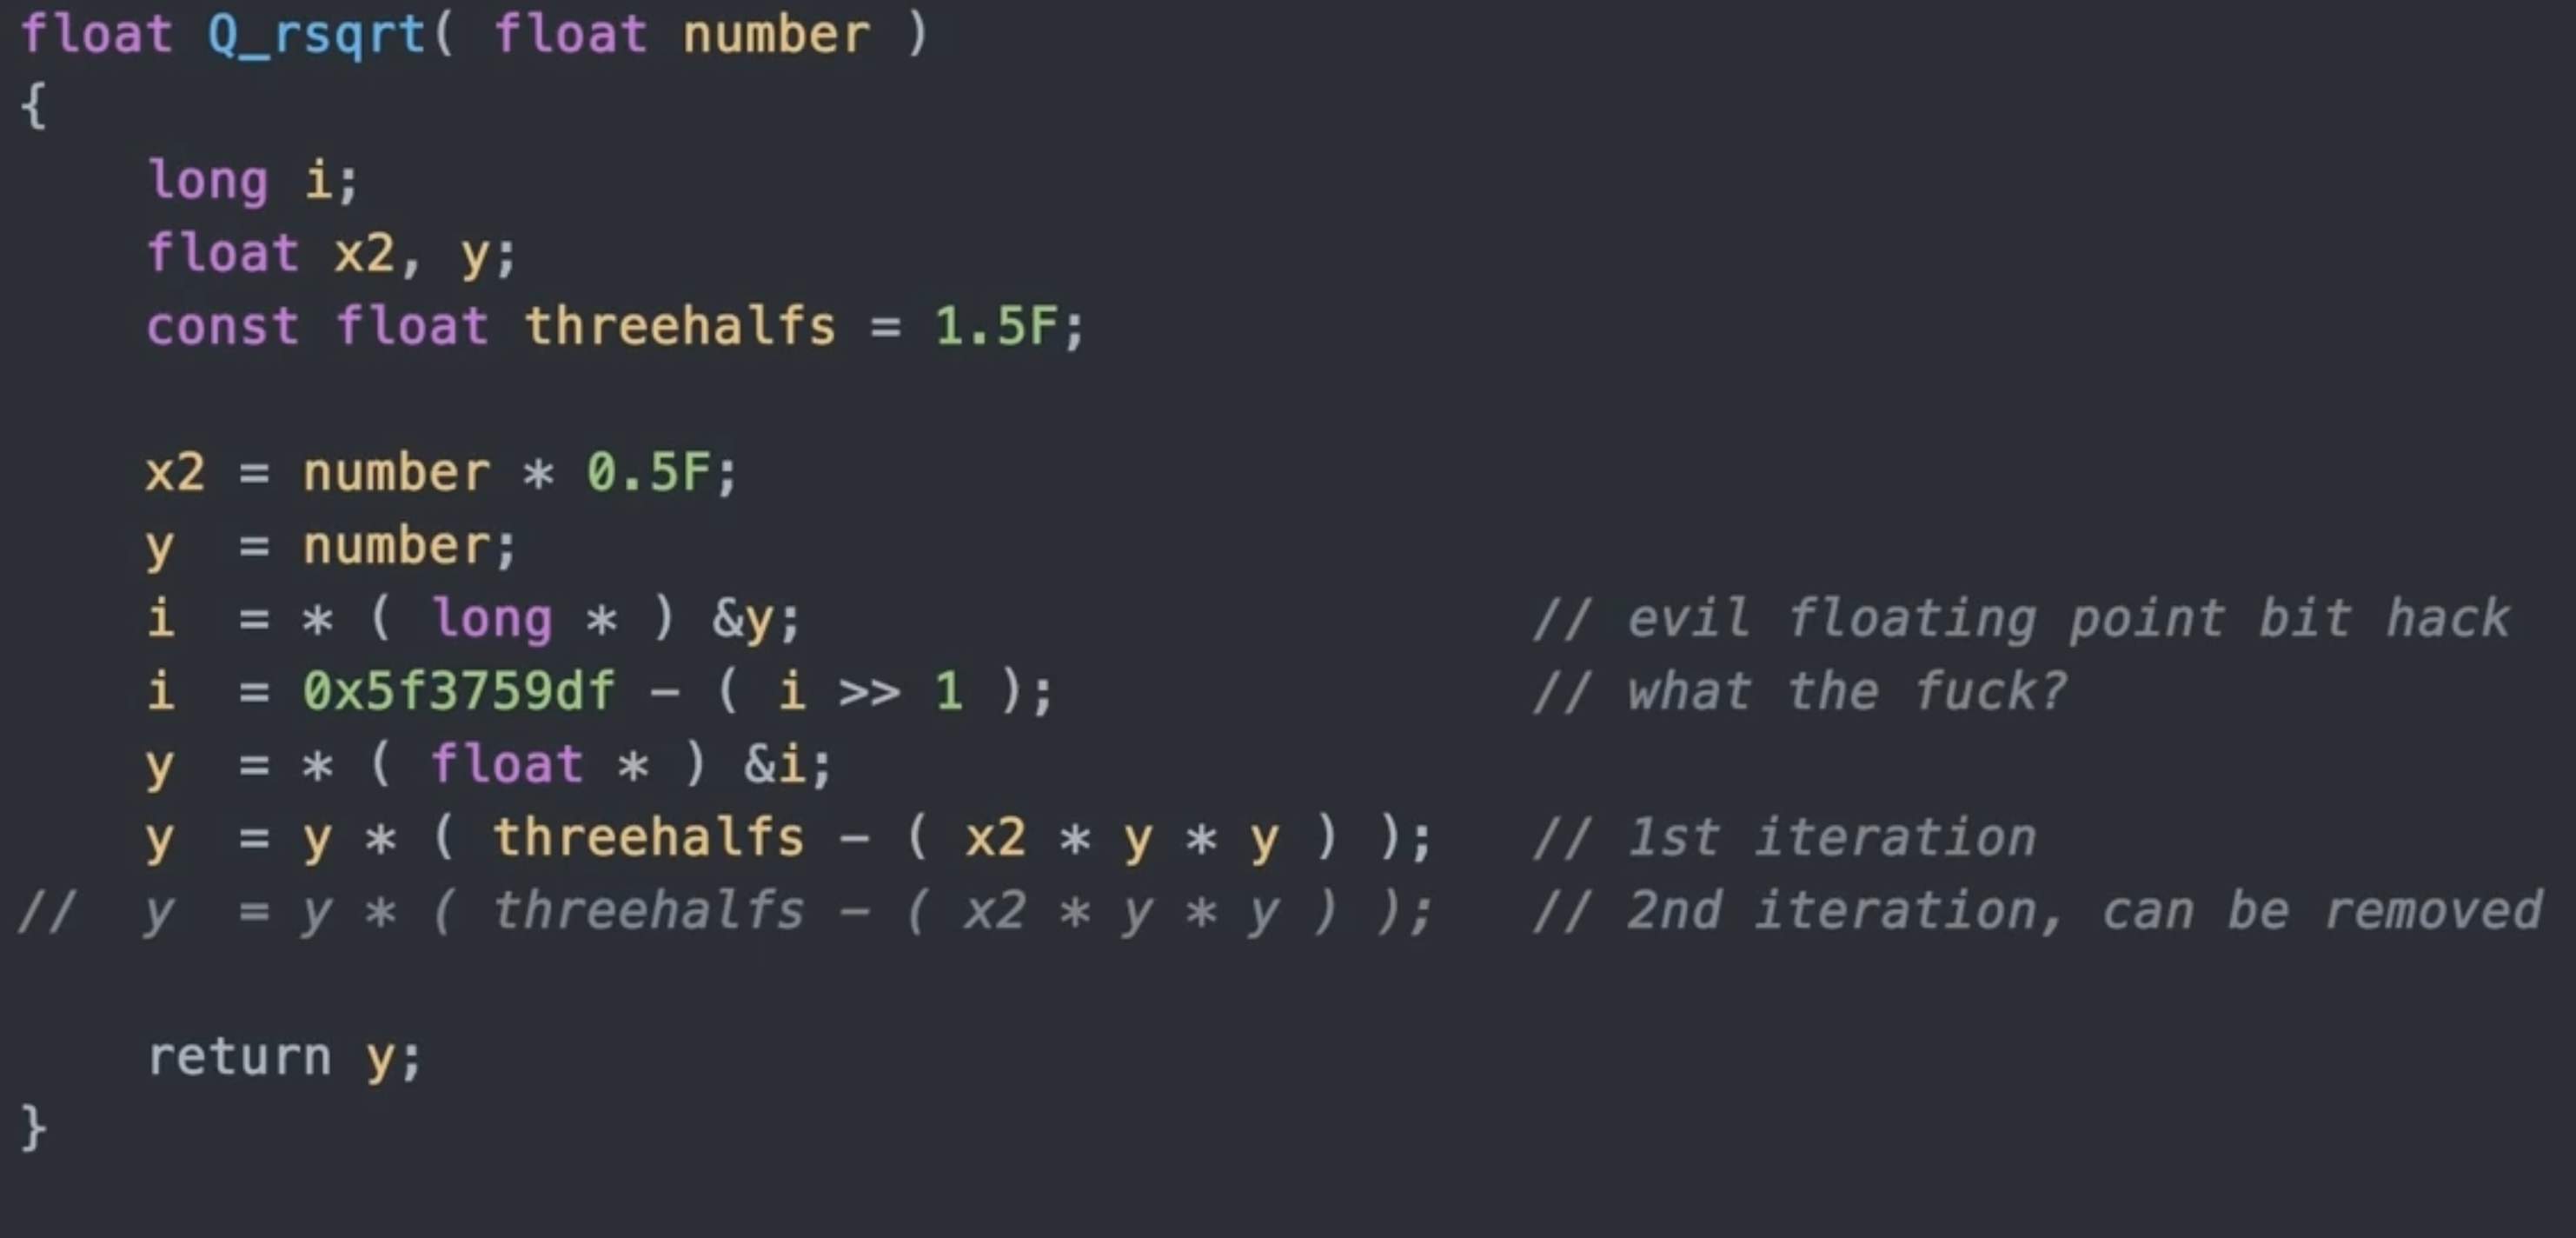 float Q_rsqrt( float number )
{
    long i;
    float x2, y;
    const float threehalfs = 1.5F;

    x2 = number * 0.5F;
    y  = number;
    i  = * ( long * ) &y;                       // evil floating point bit hack
    i  = 0x5f3759df - ( i >> 1 );               // what the fuck?
    y  = * ( float * ) &i;
    y  = y * ( threehalfs - ( x2 * y * y ) );   // 1st iteration
//  y  = y * ( threehalfs - ( x2 * y * y ) );   // 2nd iteration, can be removed

    return y;
}